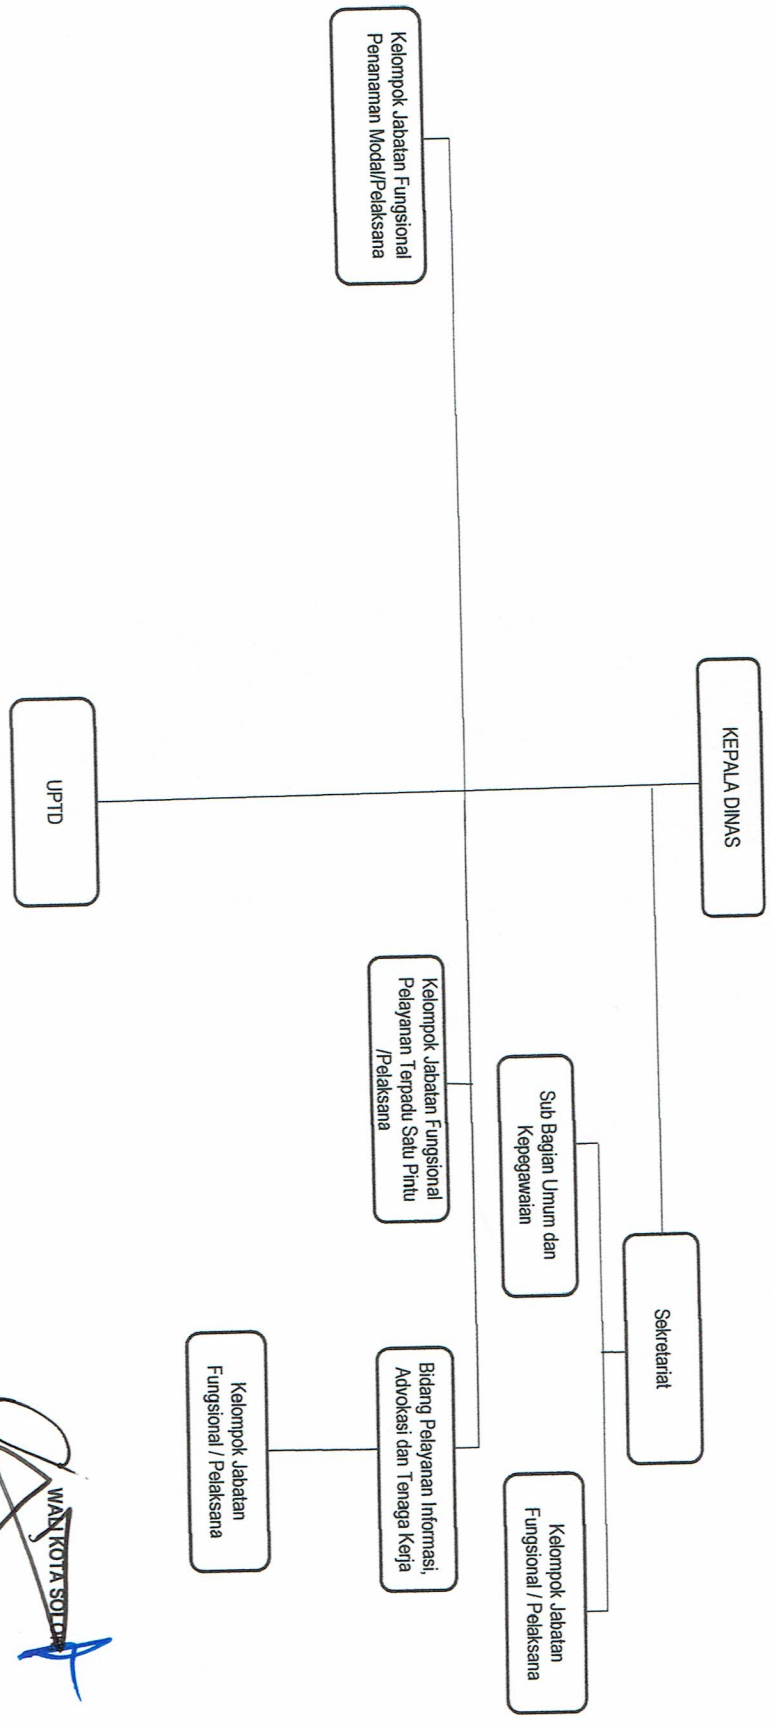 KEPALA DINAS
Sekretariat
Sub Bagian Umum dan
Kepegawaian
Kelompok Jabatan
Fungsional / Pelaksana
Kelompok Jabatan Fungsional
Penanaman Modal/Pelaksana
Kelompok Jabatan Fungsional
Pelayanan Terpadu Satu Pintu
/Pelaksana
Bidang Pelayanan Informasi,
Advokasi dan Tenaga Kerja
Kelompok Jabatan
Fungsional / Pelaksana
UPTD
WALI KOTA